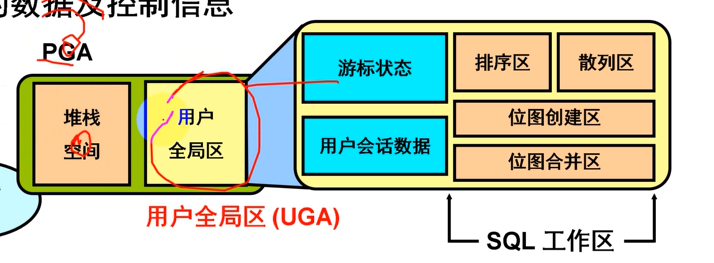 的数据及控制信息
PGA
堆栈
空间
用户
全局区
用户全局区 (UGA)
游标状态
用户会话数据
排序区
散列区
位图创建区
位图合并区
SQL 工作区